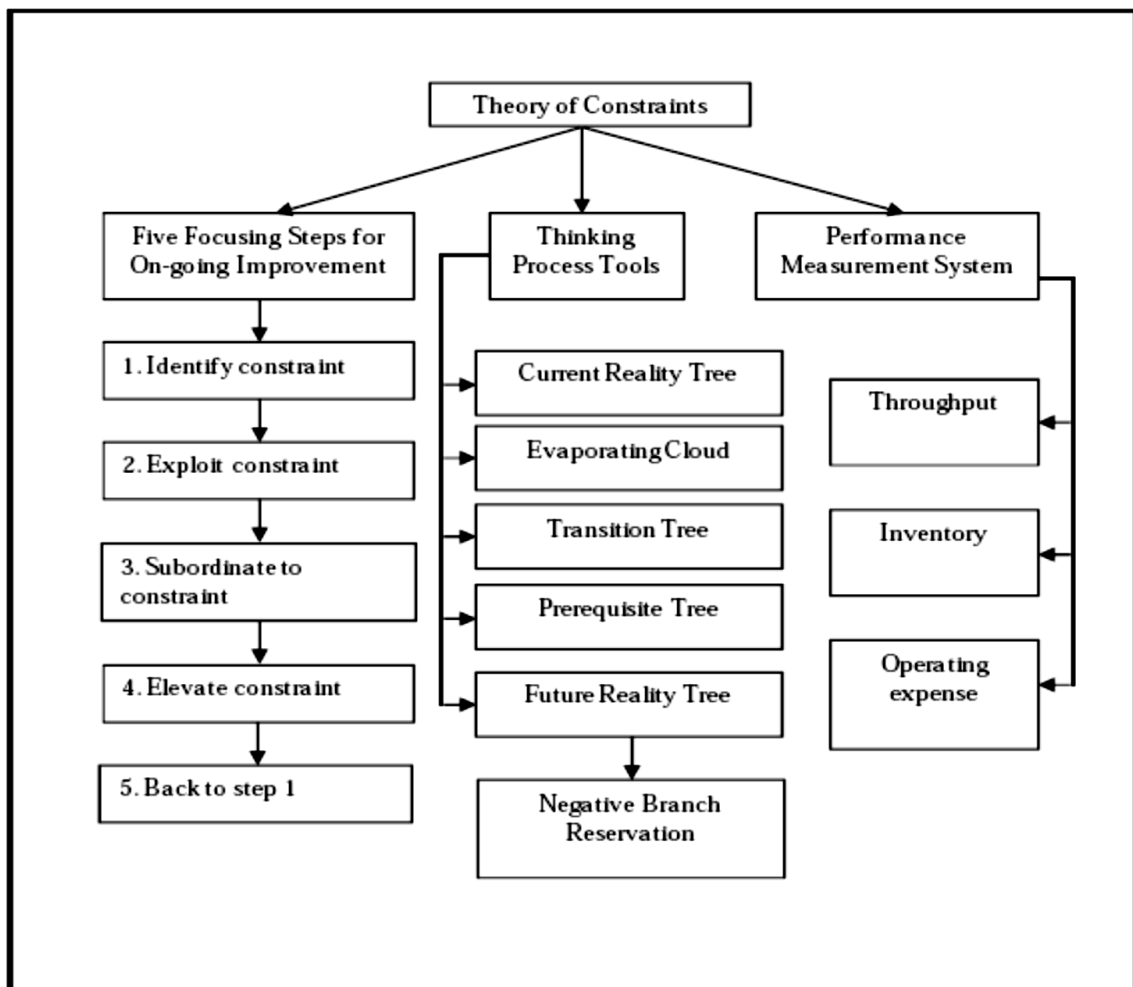 Theory of Constraints
Five Focusing Steps for
On-going Improvement
1. Identify constraint
2. Exploit constraint
3. Subordinate to
constraint
4. Elevate constraint
5. Back to step 1
Thinking
Process Tools
Current Reality Tree
Evaporating Cloud
Transition Tree
Prerequisite Tree
Future Reality Tree
Negative Branch
Reservation
Performance
Measurement System
Throughput
Inventory
Operating
expense